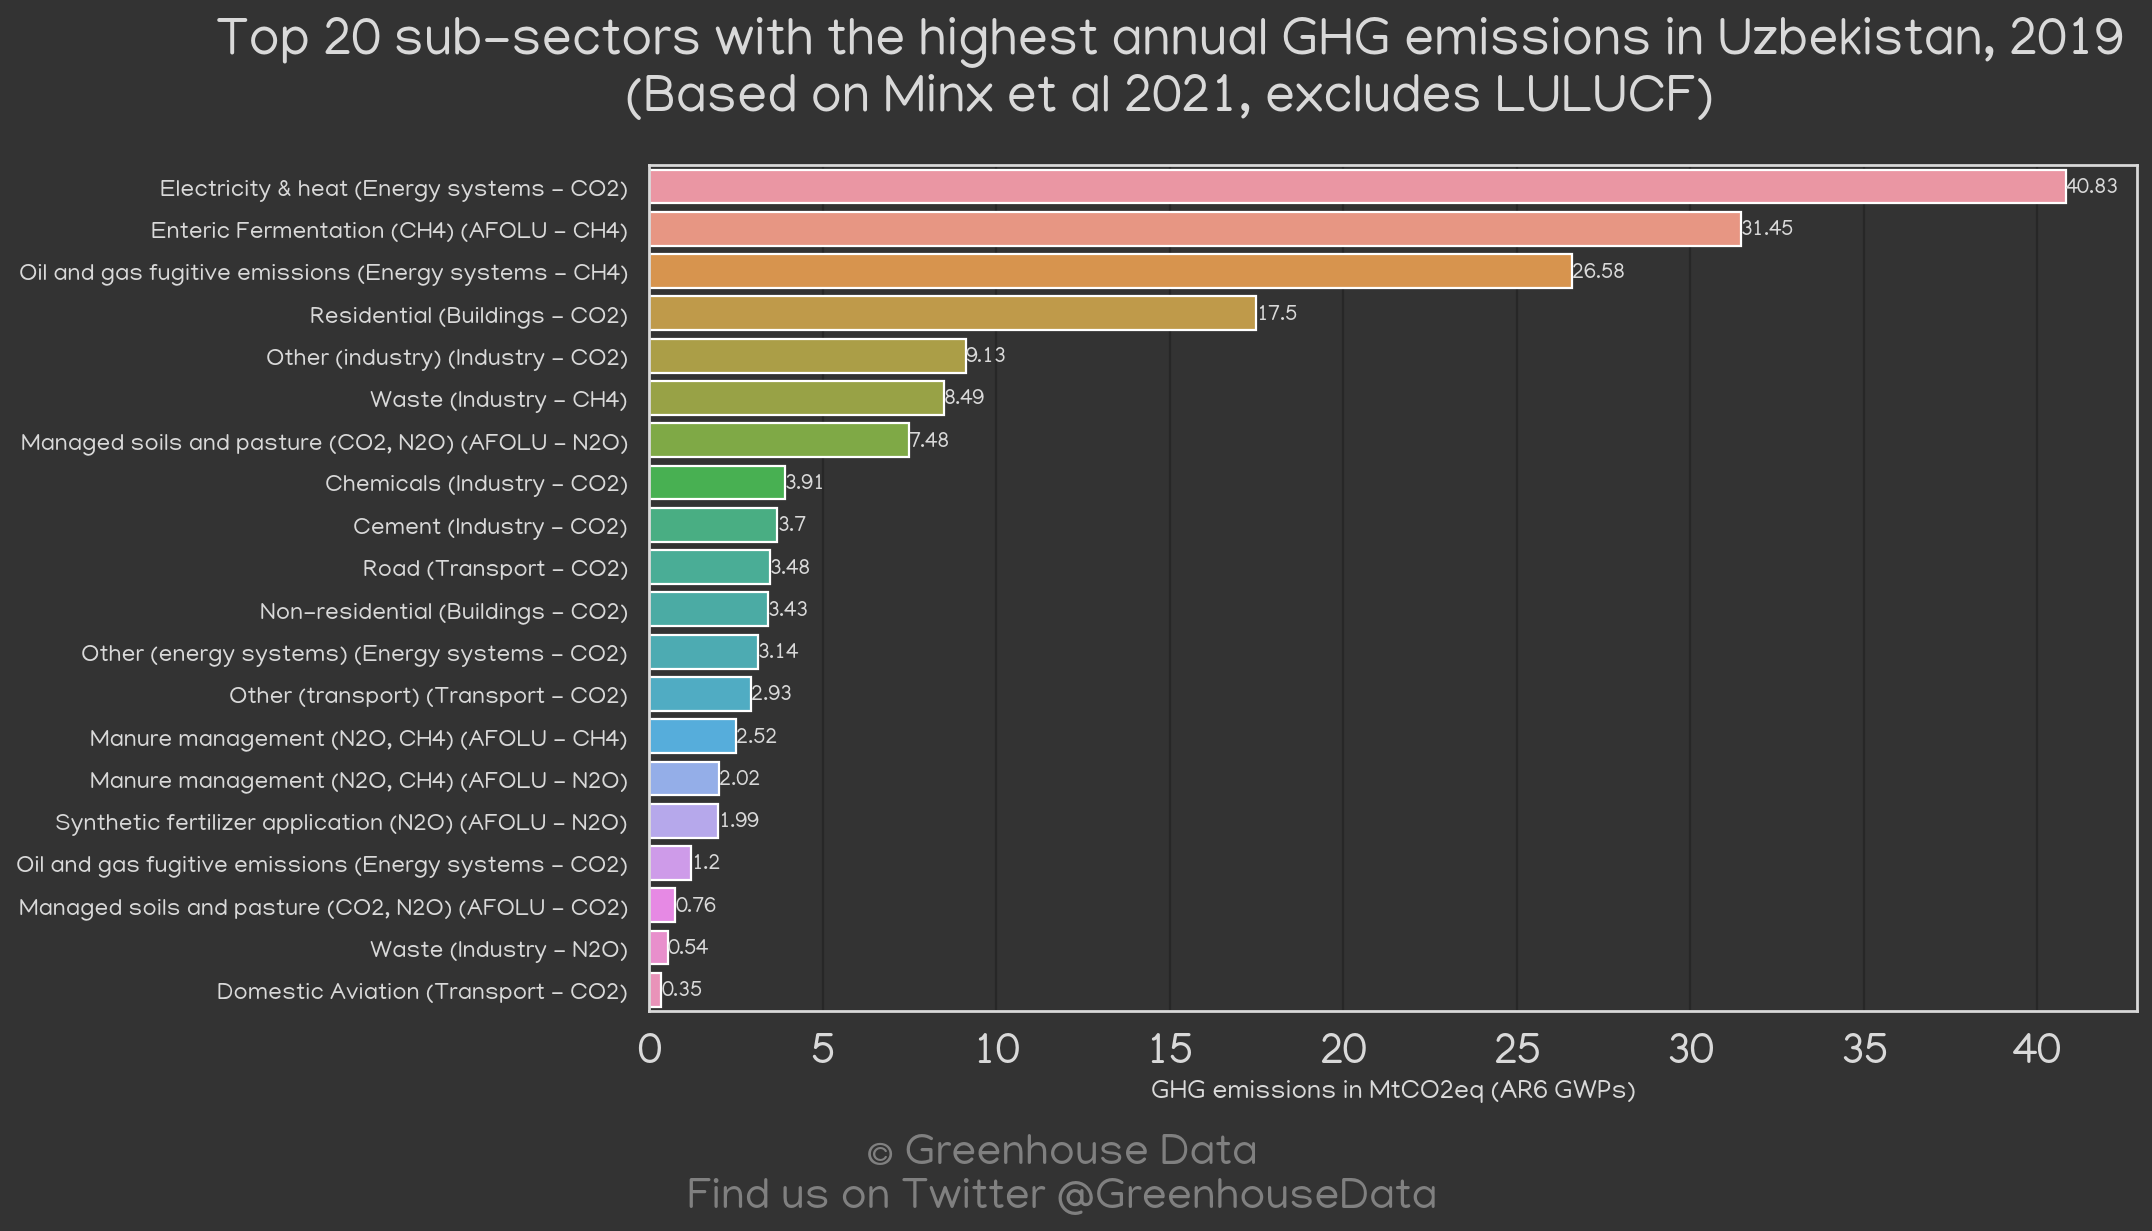 Top 20 sub-sectors with the highest annual GHG emissions in Uzbekistan, 2019
(Based on Minx et al 2021, excludes LULUCF)
Electricity & heat (Energy systems - CO2) 40.83
Enteric Fermentation (CH4) (AFOLU - CH4) 31.45
Oil and gas fugitive emissions (Energy systems - CH4) 26.58
Residential (Buildings - CO2) 17.5
Other (industry) (Industry - CO2) 9.13
Waste (Industry - CH4) 8.49
Managed soils and pasture (CO2, N2O) (AFOLU - N2O) 7.48
Chemicals (Industry - CO2) 3.91
Cement (Industry - CO2) 3.7
Road (Transport - CO2) 3.48
Non-residential (Buildings - CO2) 3.43
Other (energy systems) (Energy systems - CO2) 3.14
Other (transport) (Transport - CO2) 2.93
Manure management (N2O, CH4) (AFOLU - CH4) 2.52
Manure management (N2O, CH4) (AFOLU - N2O) 2.02
Synthetic fertilizer application (N2O) (AFOLU - N2O) 1.99
Oil and gas fugitive emissions (Energy systems - CO2) 1.2
Managed soils and pasture (CO2, N2O) (AFOLU - CO2) 0.76
Waste (Industry - N2O) 0.54
Domestic Aviation (Transport - CO2) 0.35
0 5 10 15 20 25 30 35 40
GHG emissions in MtCO2eq (AR6 GWPs)
© Greenhouse Data
Find us on Twitter @GreenhouseData